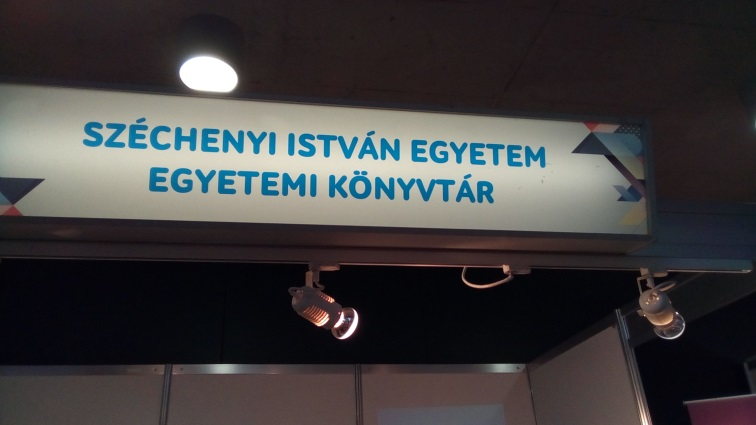 SZÉCHENYI ISTVÁN EGYETEM
EGYETEMI KÖNYVTÁR